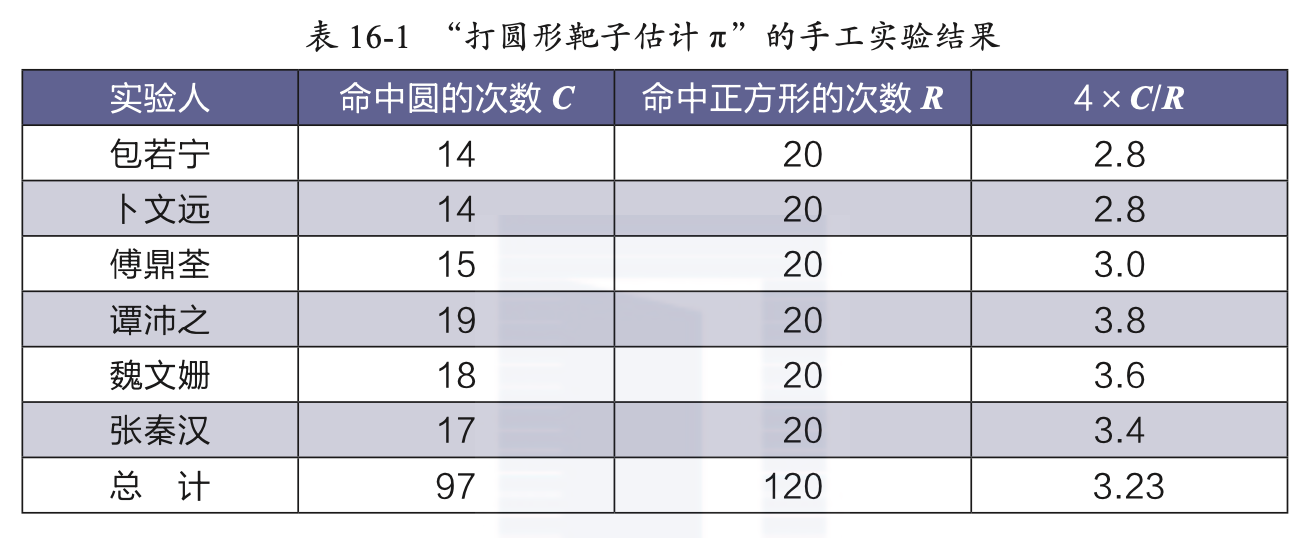 表 16-1 “打圆形靶子估计 π”的手工实验结果
实验人 命中圆的次数 C 命中正方形的次数 R 4 × C/R
包若宁 14 20 2.8
卜文远 14 20 2.8
傅鼎荃 15 20 3.0
谭沛之 19 20 3.8
魏文姗 18 20 3.6
张秦汉 17 20 3.4
总 计 97 120 3.23